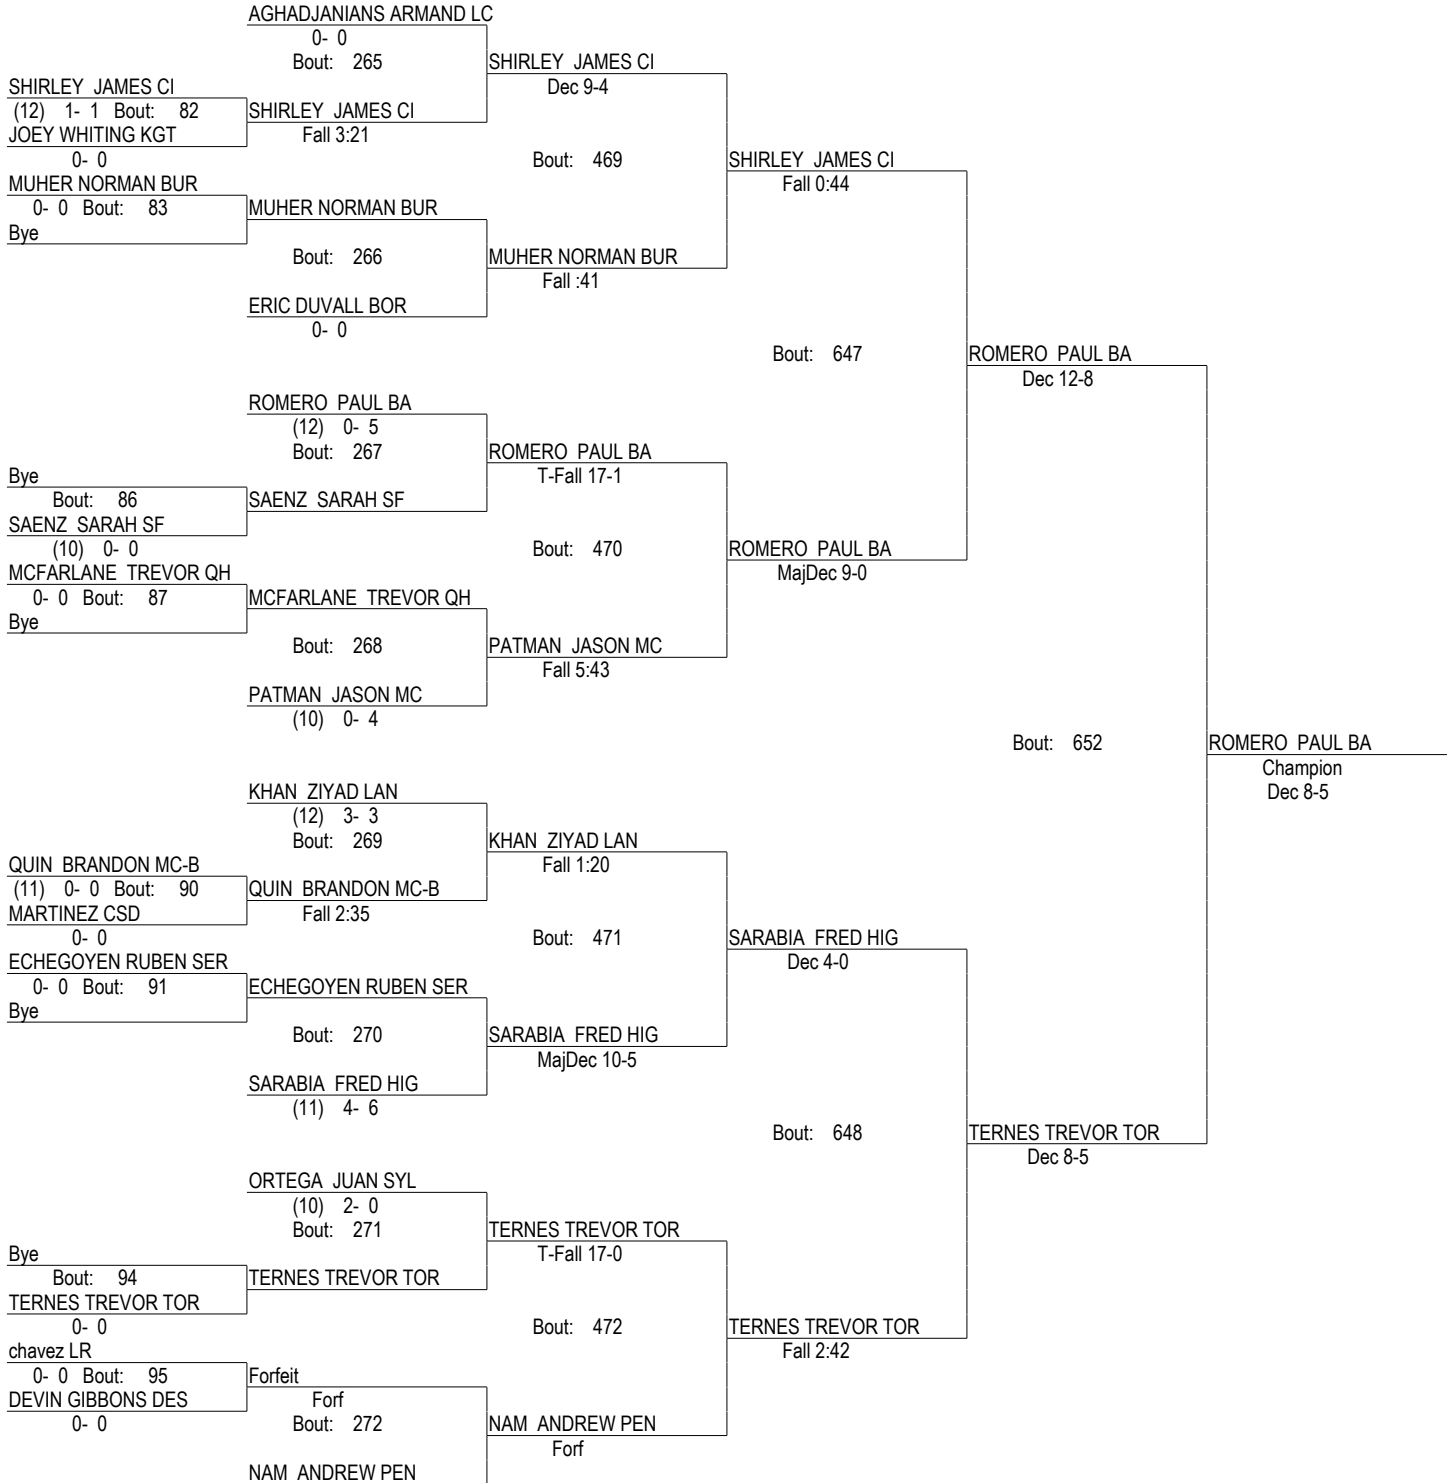 AGHADJANIANS ARMAND LC
0- 0
Bout: 265
SHIRLEY JAMES CI
Dec 9-4
SHIRLEY JAMES CI
(12) 1- 1 Bout: 82
SHIRLEY JAMES CI
JOEY WHITING KGT
Fall 3:21
0- 0
Bout: 469
SHIRLEY JAMES CI
MUHER NORMAN BUR
Fall 0:44
0- 0 Bout: 83
MUHER NORMAN BUR
Bye
Bout: 266
MUHER NORMAN BUR
Fall :41
ERIC DUVALL BOR
0- 0
Bout: 647
ROMERO PAUL BA
Dec 12-8
ROMERO PAUL BA
(12) 0- 5
Bout: 267
ROMERO PAUL BA
T-Fall 17-1
Bye
Bout: 86
SAENZ SARAH SF
SAENZ SARAH SF
(10) 0- 0
Bout: 470
ROMERO PAUL BA
MCFARLANE TREVOR QH
MajDec 9-0
0- 0 Bout: 87
MCFARLANE TREVOR QH
Bye
Bout: 268
PATMAN JASON MC
Fall 5:43
PATMAN JASON MC
(10) 0- 4
Bout: 652
ROMERO PAUL BA
Champion
Dec 8-5
KHAN ZIYAD LAN
(12) 3- 3
Bout: 269
KHAN ZIYAD LAN
Fall 1:20
QUIN BRANDON MC-B
(11) 0- 0 Bout: 90
QUIN BRANDON MC-B
MARTINEZ CSD
Fall 2:35
0- 0
Bout: 471
SARABIA FRED HIG
ECHEGOYEN RUBEN SER
Dec 4-0
0- 0 Bout: 91
ECHEGOYEN RUBEN SER
Bye
Bout: 270
SARABIA FRED HIG
MajDec 10-5
SARABIA FRED HIG
(11) 4- 6
Bout: 648
TERNES TREVOR TOR
Dec 8-5
ORTEGA JUAN SYL
(10) 2- 0
Bout: 271
TERNES TREVOR TOR
T-Fall 17-0
Bye
Bout: 94
TERNES TREVOR TOR
TERNES TREVOR TOR
0- 0
Bout: 472
TERNES TREVOR TOR
chavez LR
Fall 2:42
0- 0 Bout: 95
Forfeit
DEVIN GIBBONS DES
Forf
0- 0
Bout: 272
NAM ANDREW PEN
Forf
NAM ANDREW PEN